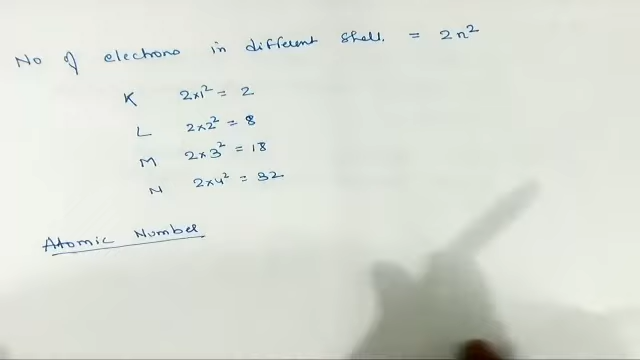 No of electrons in different shell = 2n²
K 2×1² = 2
L 2×2² = 8
M 2×3² = 18
N 2×4² = 32
Atomic Number